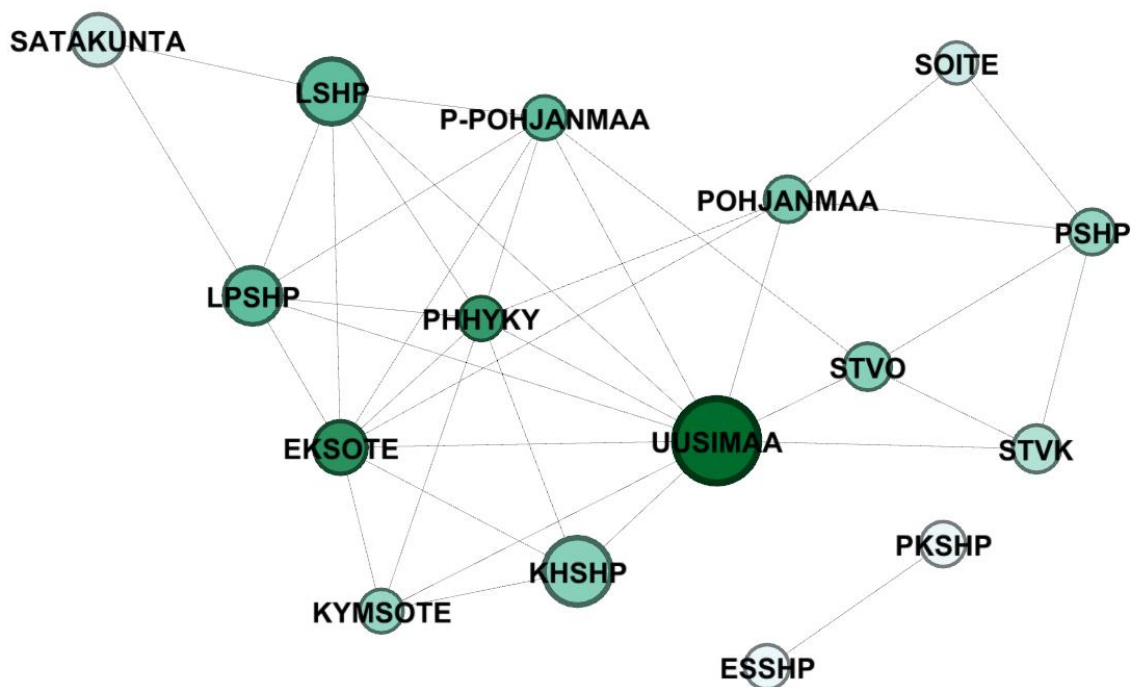 SATAKUNTA
LSHP
P-POHJANMAA
SOITE
POHJANMAA
PSHP
LPSHP
PHHYKY
STVO
EKSOTE
UUSIMAA
STVK
PKSHP
KHSHP
KYMSOTE
ESSHP